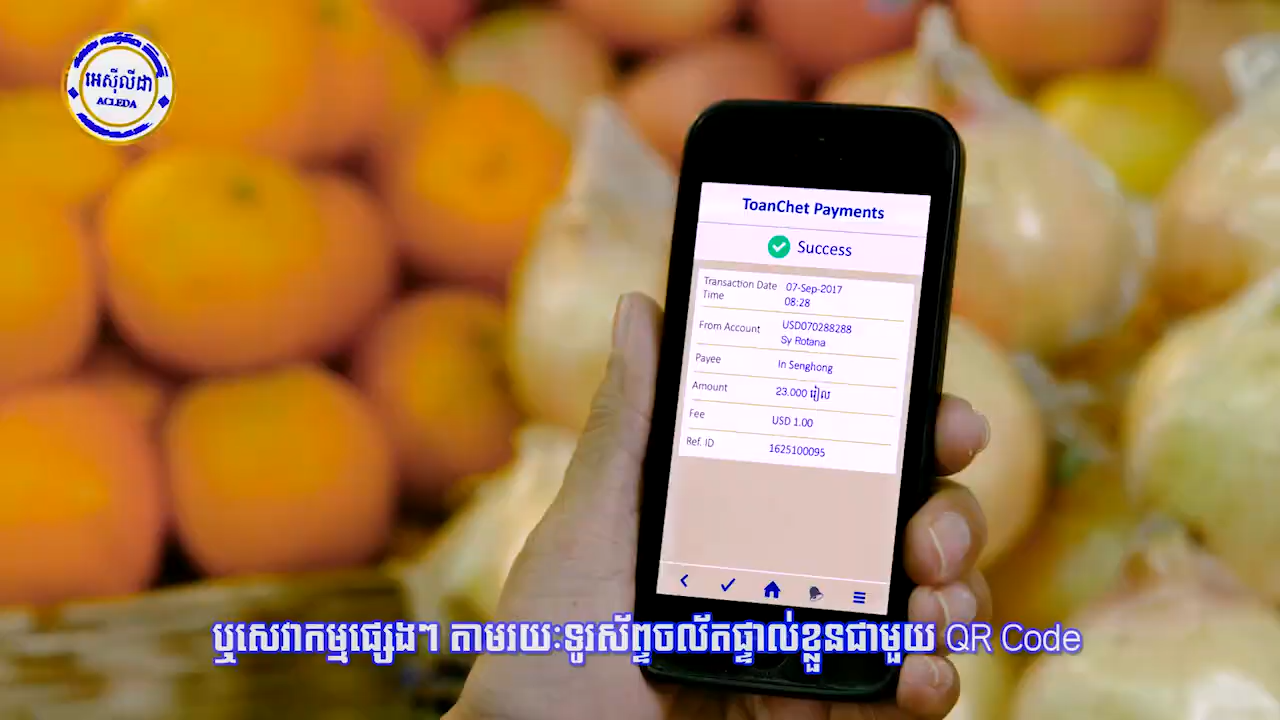 អេស៊ីលីដា
ACLEDA
ToanChet Payments
Success
Transaction Date 07-Sep-2017
Time 08:28
From Account USD070288288
Sy Rotana
Payee In Senghong
Amount 23,000 រៀល
Fee USD 1.00
Ref. ID 1625100095
ឬសេវាកម្មផ្សេងៗ តាមរយៈទូរស័ព្ទចល័តផ្ទាល់ខ្លួនជាមួយ QR Code